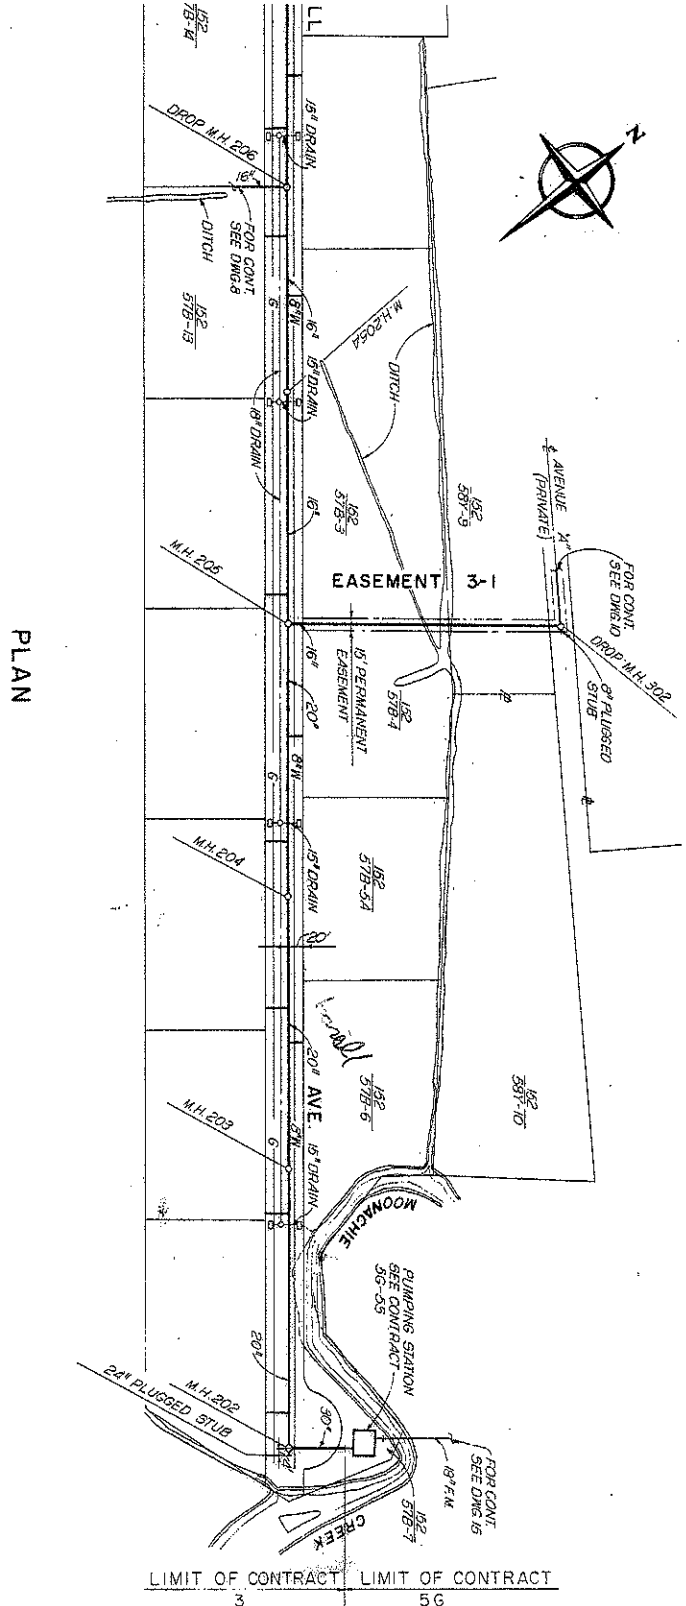 152
57B-14
LL
15" DRAIN
DROP M.H. 206
16"
DITCH
FOR CONT.
SEE DWG.8
N
152
57B-13
G
8"W
16"
M.H.205A
15" DRAIN
DITCH
18" DRAIN
16"
152
57B-3
152
58Y-9
℄ AVENUE "A"
(PRIVATE)
FOR CONT.
SEE DWG.10
M.H. 205
EASEMENT 3-1
DROP M.H. 302
8" PLUGGED
STUB
16"
15' PERMANENT
EASEMENT
152
57B-4
20"
PLAN
G
8"W
M.H.204
15" DRAIN
152
57B-5A
20'
20"
AVE.
152
57B-6
152
58Y-10
M.H.203
G
8"W
15" DRAIN
MOONACHIE
PUMPING STATION
SEE CONTRACT
5G-55
20"
M.H.202
24" PLUGGED STUB
30"
18" F.M.
FOR CONT.
SEE DWG. 16
152
57B-7
CREEK
LIMIT OF CONTRACT
3
LIMIT OF CONTRACT
5G